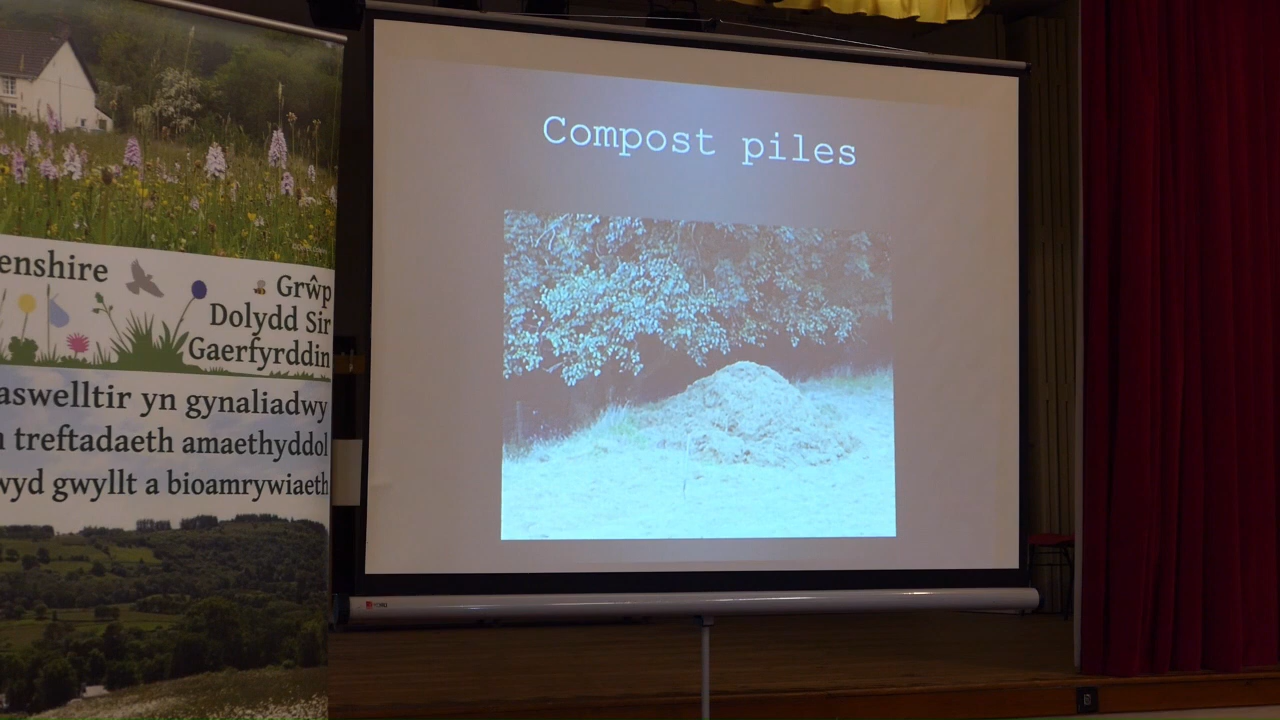 enshire
Grŵp
Dolydd Sir
Gaerfyrddin
aswelltir yn gynaliadwy
treftadaeth amaethyddol
wyd gwyllt a bioamrywiaeth
Compost piles